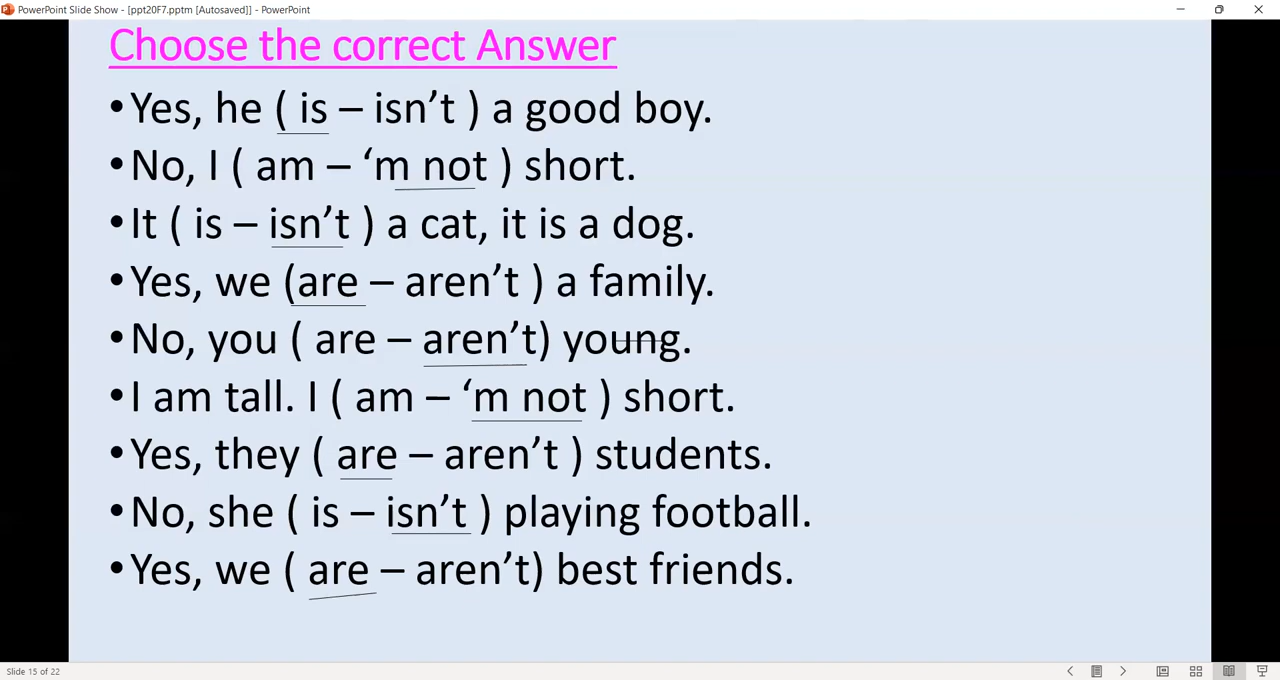 PowerPoint Slide Show - [ppt20F7.pptm [Autosaved]] - PowerPoint
Choose the correct Answer
•Yes, he ( is – isn’t ) a good boy.
•No, I ( am – ‘m not ) short.
•It ( is – isn’t ) a cat, it is a dog.
•Yes, we (are – aren’t ) a family.
•No, you ( are – aren’t) young.
•I am tall. I ( am – ‘m not ) short.
•Yes, they ( are – aren’t ) students.
•No, she ( is – isn’t ) playing football.
•Yes, we ( are – aren’t) best friends.
Slide 15 of 22